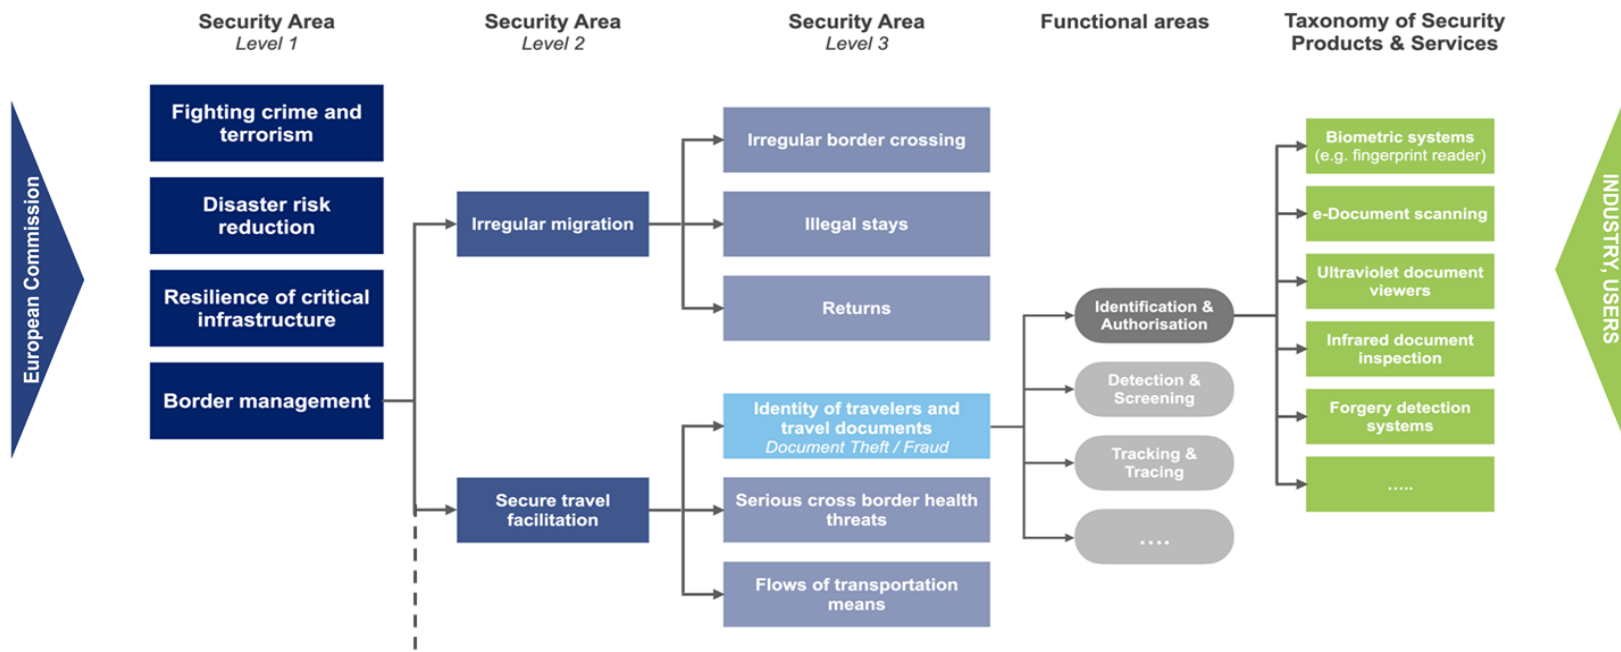 Security Area
Level 1
Security Area
Level 2
Security Area
Level 3
Functional areas
Taxonomy of Security
Products & Services
European Commission
Fighting crime and
terrorism
Disaster risk
reduction
Resilience of critical
infrastructure
Border management
Irregular migration
Secure travel
facilitation
Irregular border crossing
Illegal stays
Returns
Identity of travelers and
travel documents
Document Theft / Fraud
Serious cross border health
threats
Flows of transportation
means
Identification &
Authorisation
Detection &
Screening
Tracking &
Tracing
....
Biometric systems
(e.g. fingerprint reader)
e-Document scanning
Ultraviolet document
viewers
Infrared document
inspection
Forgery detection
systems
.....
INDUSTRY, USERS